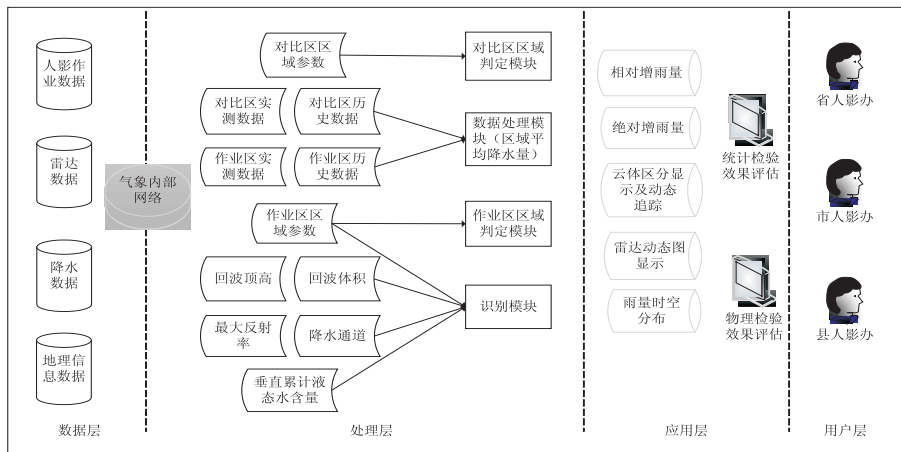 人影作
业数据
雷达
数据
降水
数据
地理信
息数据
气象内部
网络
数据层
对比区区
域参数
对比区区域
判定模块
对比区实
测数据
对比区历
史数据
数据处理模
块（区域平
均降水量）
作业区实
测数据
作业区历
史数据
作业区区
域参数
作业区区域
判定模块
回波顶高
回波体积
识别模块
最大反射
率
降水通道
垂直累计液
态水含量
处理层
相对增雨量
绝对增雨量
云体区分显
示及动态
追踪
雷达动态图
显示
雨量时空
分布
统计检验
效果评估
物理检验
效果评估
应用层
省人影办
市人影办
县人影办
用户层